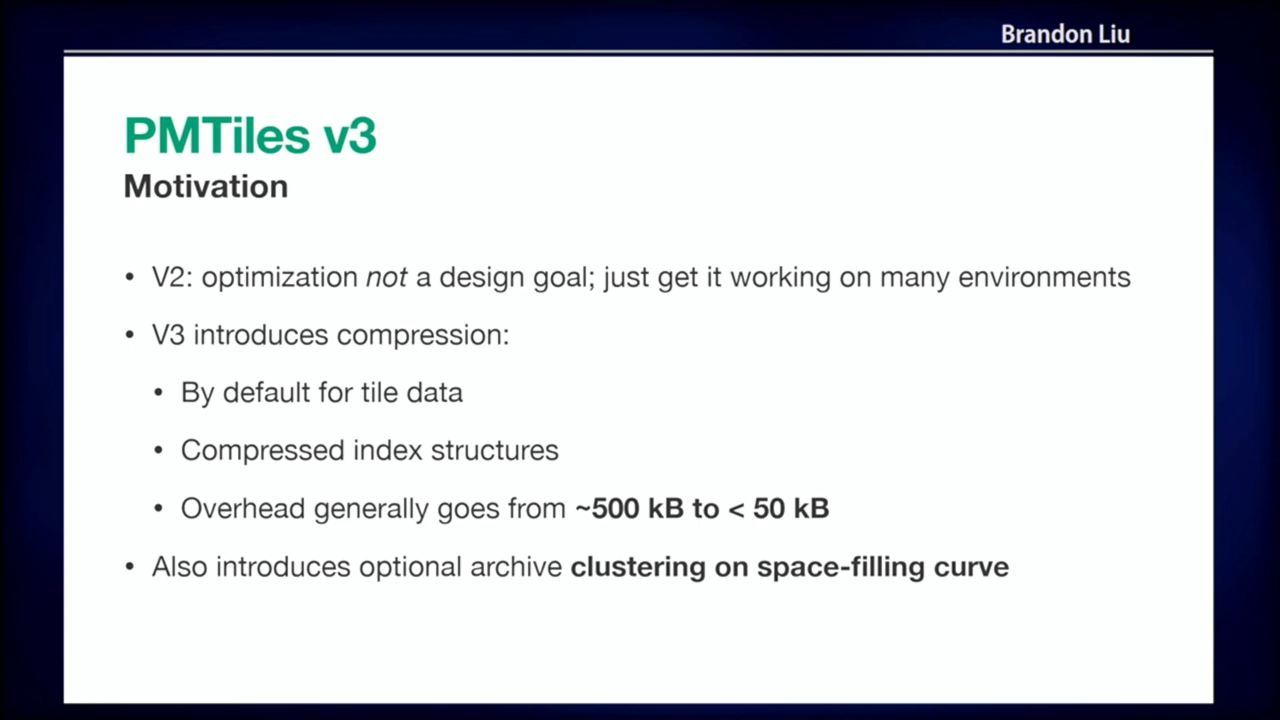 Brandon Liu
PMTiles v3
Motivation
• V2: optimization not a design goal; just get it working on many environments
• V3 introduces compression:
• By default for tile data
• Compressed index structures
• Overhead generally goes from ~500 kB to < 50 kB
• Also introduces optional archive clustering on space-filling curve